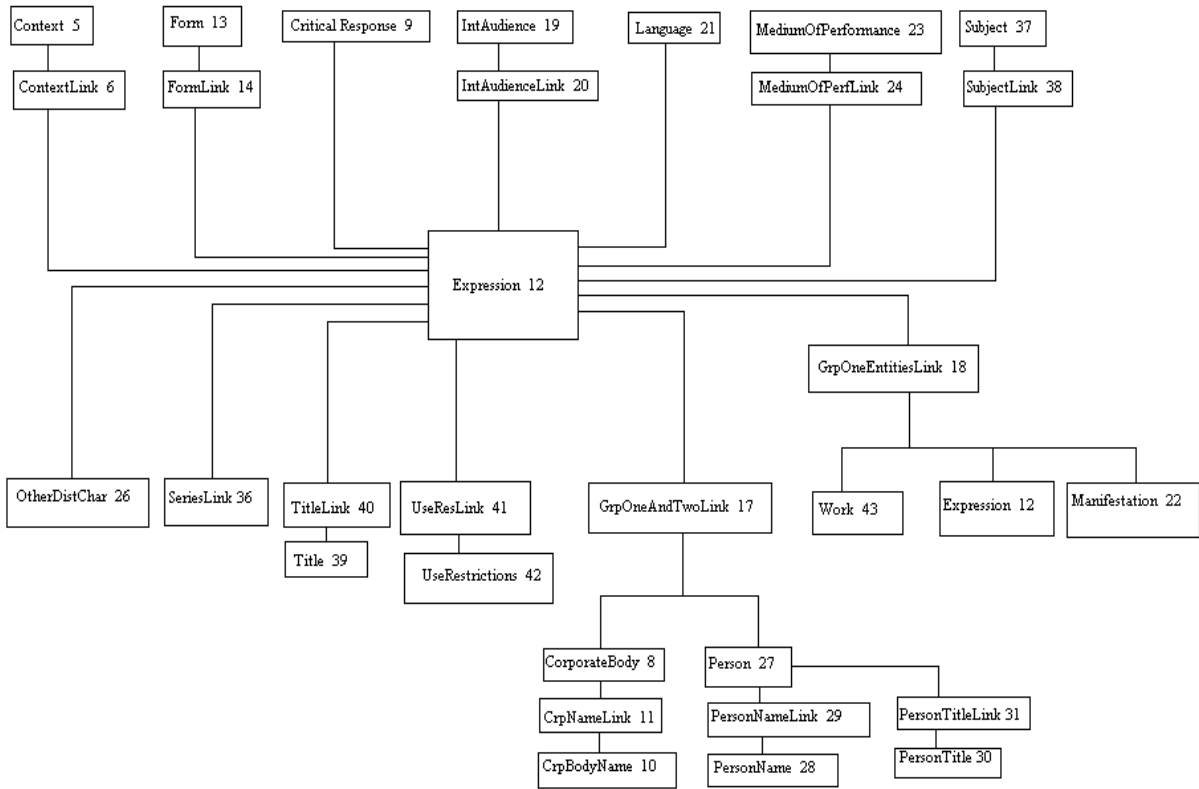 Context 5
Form 13
Critical Response 9
IntAudience 19
Language 21
MediumOfPerformance 23
Subject 37
ContextLink 6
FormLink 14
IntAudienceLink 20
MediumOfPerfLink 24
SubjectLink 38
Expression 12
GrpOneEntitiesLink 18
OtherDistChar 26
SeriesLink 36
TitleLink 40
UseResLink 41
GrpOneAndTwoLink 17
Work 43
Expression 12
Manifestation 22
Title 39
UseRestrictions 42
CorporateBody 8
Person 27
CrpNameLink 11
PersonNameLink 29
PersonTitleLink 31
CrpBodyName 10
PersonName 28
PersonTitle 30